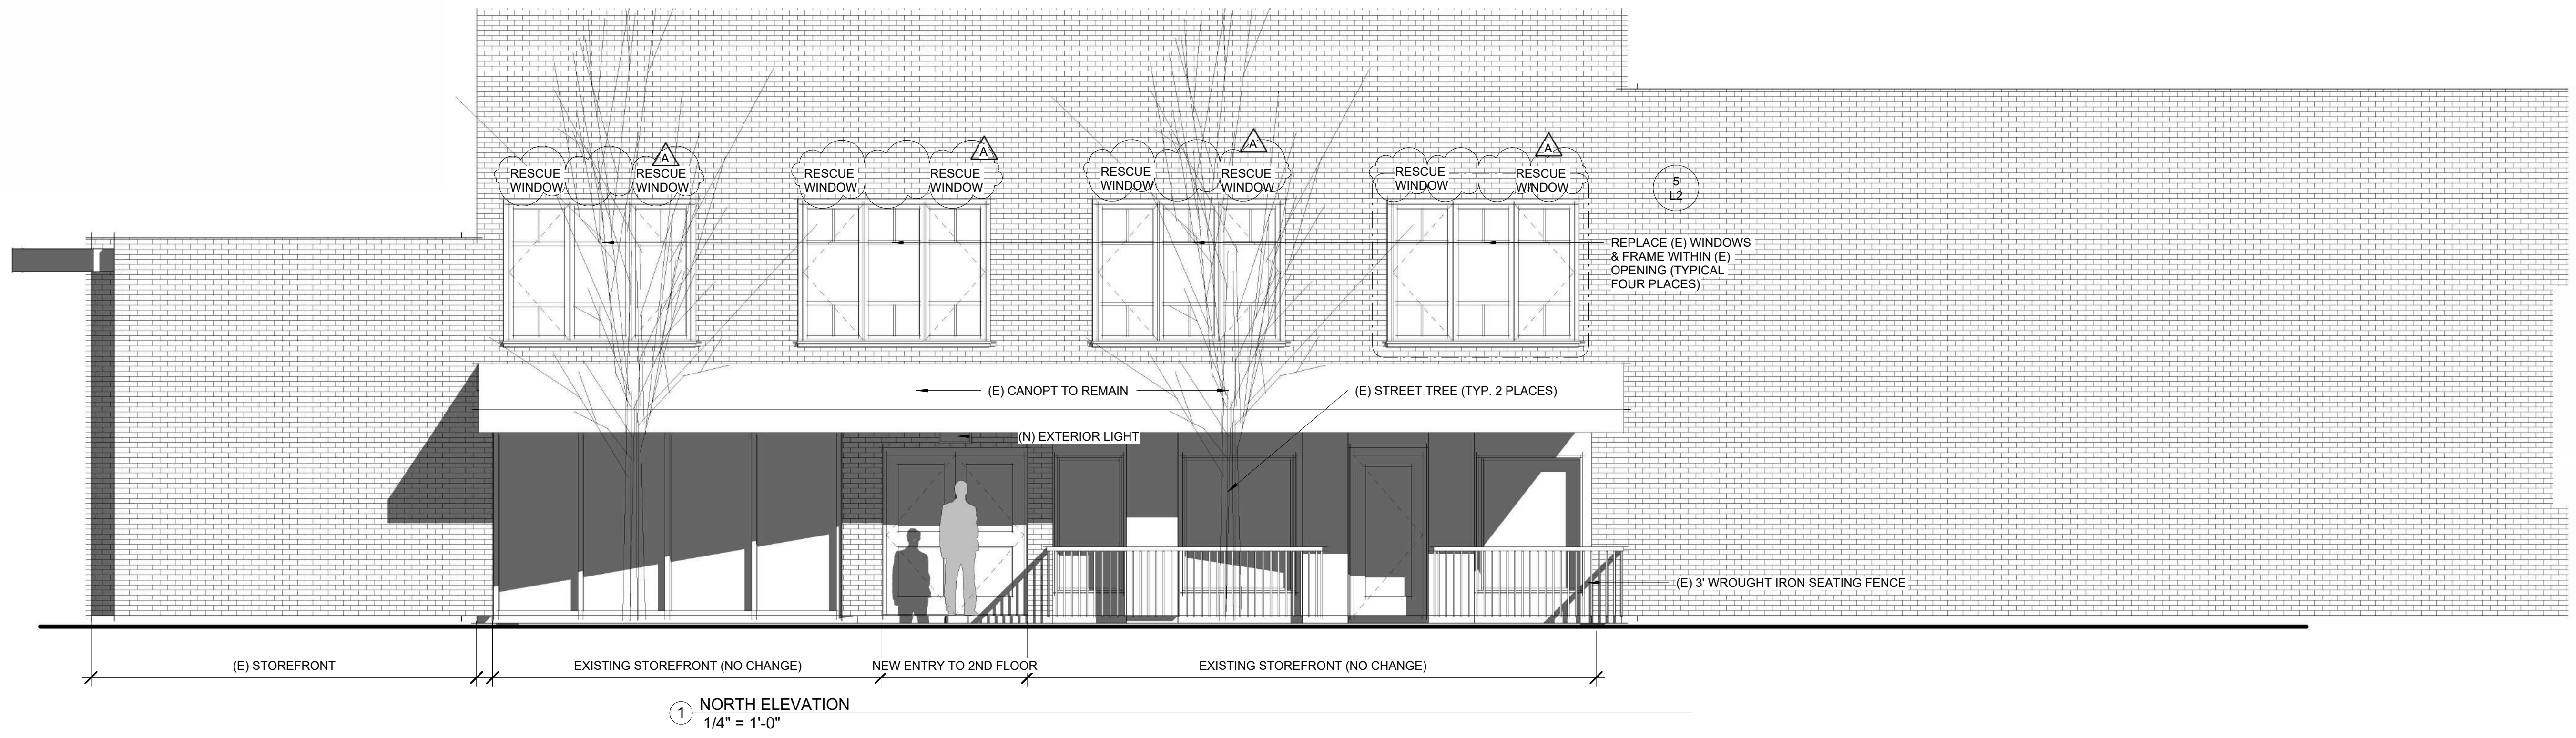 A
A
A
A
RESCUE
WINDOW
RESCUE
WINDOW
RESCUE
WINDOW
RESCUE
WINDOW
RESCUE
WINDOW
RESCUE
WINDOW
RESCUE
WINDOW
RESCUE
WINDOW
5
L2
REPLACE (E) WINDOWS
& FRAME WITHIN (E)
OPENING (TYPICAL
FOUR PLACES)
(E) CANOPT TO REMAIN
(E) STREET TREE (TYP. 2 PLACES)
(N) EXTERIOR LIGHT
(E) 3' WROUGHT IRON SEATING FENCE
(E) STOREFRONT
EXISTING STOREFRONT (NO CHANGE)
NEW ENTRY TO 2ND FLOOR
EXISTING STOREFRONT (NO CHANGE)
1
NORTH ELEVATION
1/4" = 1'-0"